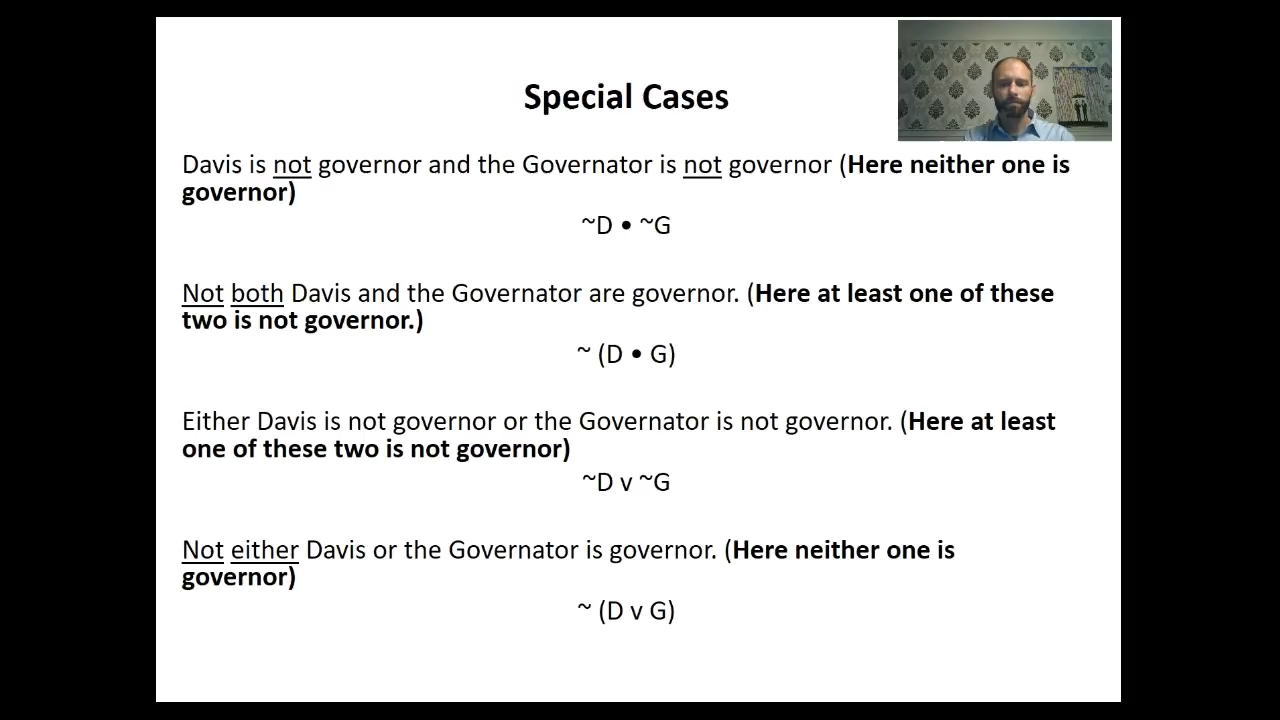 Special Cases
Davis is not governor and the Governator is not governor (Here neither one is
governor)
~D • ~G
Not both Davis and the Governator are governor. (Here at least one of these
two is not governor.)
~ (D • G)
Either Davis is not governor or the Governator is not governor. (Here at least
one of these two is not governor)
~D v ~G
Not either Davis or the Governator is governor. (Here neither one is
governor)
~ (D v G)